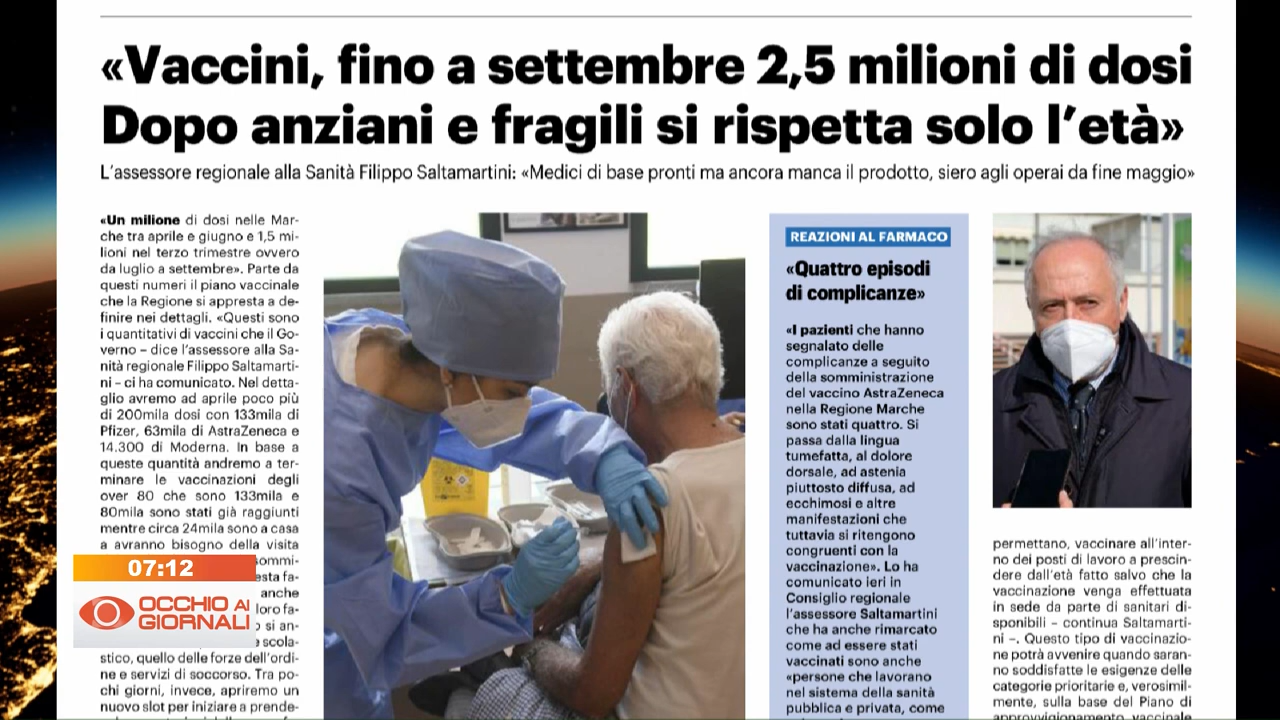 «Vaccini, fino a settembre 2,5 milioni di dosi
Dopo anziani e fragili si rispetta solo l'età»
L'assessore regionale alla Sanità Filippo Saltamartini: «Medici di base pronti ma ancora manca il prodotto, siero agli operai da fine maggio»
«Un milione di dosi nelle Mar-
che tra aprile e giugno e 1,5 mi-
lioni nel terzo trimestre ovvero
da luglio a settembre». Parte da
questi numeri il piano vaccinale
che la Regione si appresta a de-
finire nei dettagli. «Questi sono
i quantitativi di vaccini che il Go-
verno – dice l'assessore alla Sa-
nità regionale Filippo Saltamarti-
ni – ci ha comunicato. Nel detta-
glio avremo ad aprile poco più
di 200mila dosi con 133mila di
Pfizer, 63mila di AstraZeneca e
14.300 di Moderna. In base a
queste quantità andremo a ter-
minare le vaccinazioni degli
over 80 che sono 133mila e
80mila sono stati già raggiunti
mentre circa 24mila sono a casa
a avranno bisogno della visita
sommi-
esta fa-
anche
loro fa-
o si an-
scola-
stico, quello delle forze dell'ordi-
ne e servizi di soccorso. Tra po-
chi giorni, invece, apriremo un
nuovo slot per iniziare a prende-
07:12
OCCHIO AI
GIORNALI
REAZIONI AL FARMACO
«Quattro episodi
di complicanze»
«I pazienti che hanno
segnalato delle
complicanze a seguito
della somministrazione
del vaccino AstraZeneca
nella Regione Marche
sono stati quattro. Si
passa dalla lingua
tumefatta, al dolore
dorsale, ad astenia
piuttosto diffusa, ad
ecchimosi e altre
manifestazioni che
tuttavia si ritengono
congruenti con la
vaccinazione». Lo ha
comunicato ieri in
Consiglio regionale
l'assessore Saltamartini
che ha anche rimarcato
come ad essere stati
vaccinati sono anche
«persone che lavorano
nel sistema della sanità
pubblica e privata, come
permettano, vaccinare all'inter-
no dei posti di lavoro a prescin-
dere dall'età fatto salvo che la
vaccinazione venga effettuata
in sede da parte di sanitari di-
sponibili – continua Saltamarti-
ni –. Questo tipo di vaccinazio-
ne potrà avvenire quando saran-
no soddisfatte le esigenze delle
categorie prioritarie e, verosimil-
mente, sulla base del Piano di
approvvigionamento vaccinale